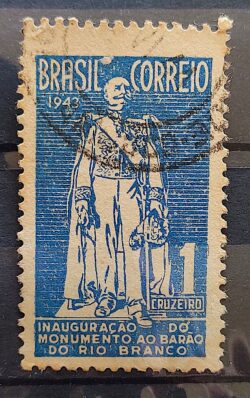 BRASIL CORREIO
1943
1
CRUZEIRO
INAUGURAÇÃO DO
MONUMENTO AO BARÃO
DO RIO BRANCO